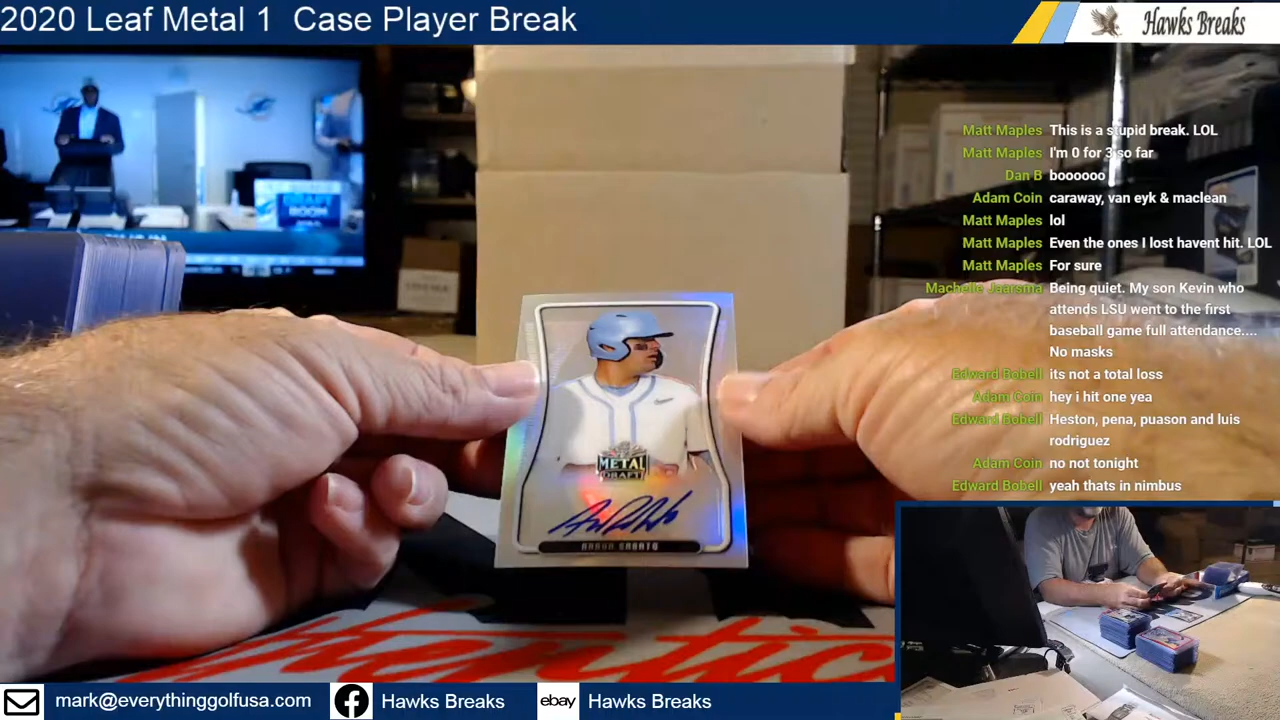 2020 Leaf Metal 1 Case Player Break
Hawks Breaks
Matt Maples This is a stupid break. LOL
Matt Maples I'm 0 for 3 so far
Dan B boooooo
Adam Coin caraway, van eyk & maclean
Matt Maples lol
Matt Maples Even the ones I lost havent hit. LOL
Matt Maples For sure
Machelle Jaarsma Being quiet. My son Kevin who
attends LSU went to the first
baseball game full attendance....
No masks
Edward Bobell its not a total loss
Adam Coin hey i hit one yea
Edward Bobell Heston, pena, puason and luis
rodriguez
Adam Coin no not tonight
Edward Bobell yeah thats in nimbus
DRAFT
ROOM
METAL
DRAFT
AARON SABATO
mark@everythinggolfusa.com
Hawks Breaks
ebay
Hawks Breaks